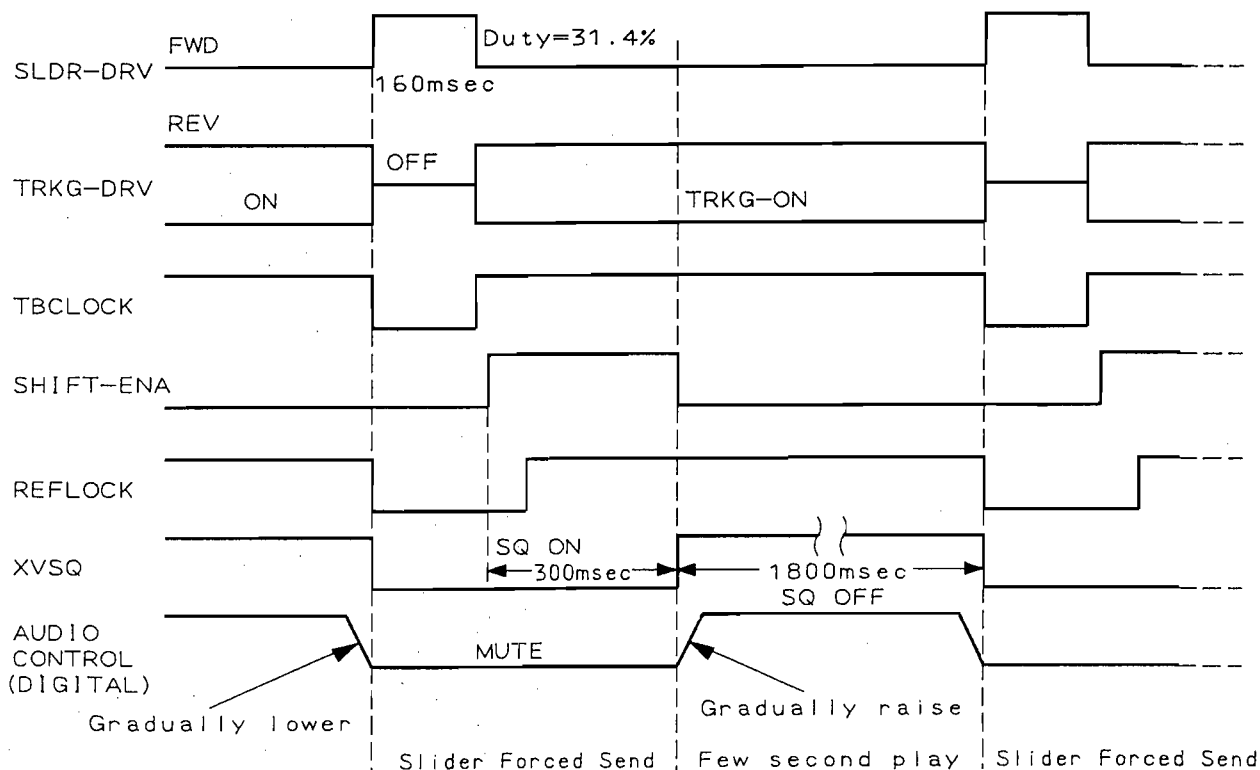 FWD
Duty=31.4%
SLDR-DRV
160msec
REV
OFF
TRKG-DRV
ON
TRKG-ON
TBCLOCK
SHIFT-ENA
REFLOCK
SQ ON
XVSQ
300msec
1800msec
SQ OFF
AUDIO
CONTROL
(DIGITAL)
MUTE
Gradually lower
Gradually raise
Slider Forced Send
Few second play
Slider Forced Send